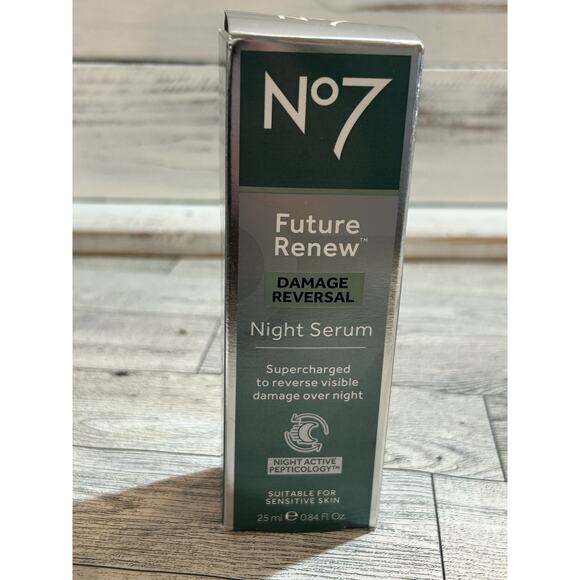 No7
Future
Renew™
DAMAGE
REVERSAL
Night Serum
Supercharged
to reverse visible
damage over night
NIGHT ACTIVE
PEPTICOLOGY™
SUITABLE FOR
SENSITIVE SKIN
25 ml ℮ 0.84 Fl. Oz.